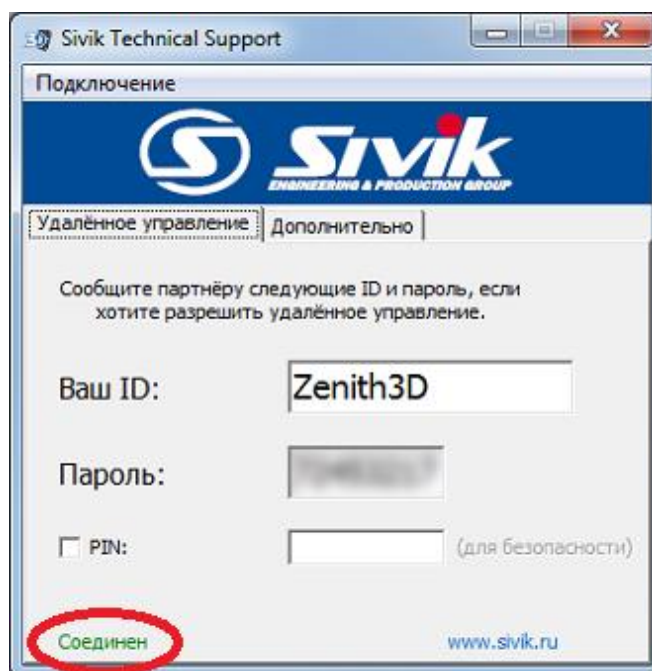 Sivik Technical Support
Подключение
SIVIK
ENGINEERING & PRODUCTION GROUP
Удалённое управление Дополнительно
Сообщите партнёру следующие ID и пароль, если
хотите разрешить удалённое управление.
Ваш ID: Zenith3D
Пароль:
PIN: (для безопасности)
Соединен www.sivik.ru